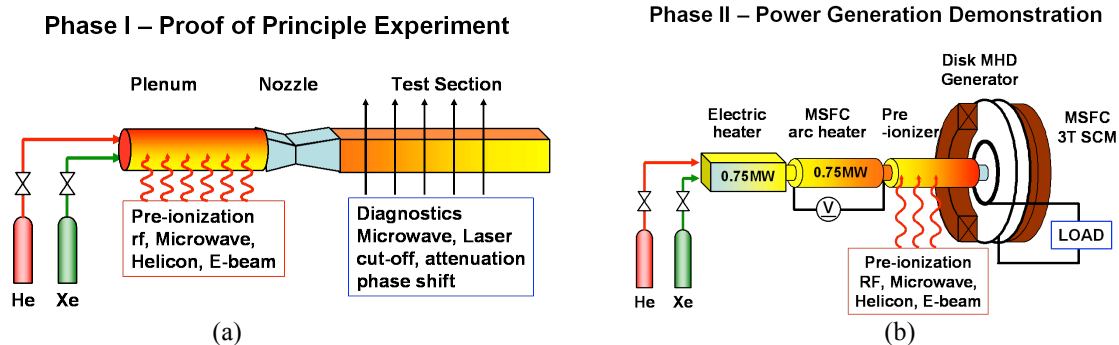 Phase I – Proof of Principle Experiment
Plenum
Nozzle
Test Section
Pre-ionization
rf, Microwave,
Helicon, E-beam
Diagnostics
Microwave, Laser
cut-off, attenuation
phase shift
He
Xe
(a)
Phase II – Power Generation Demonstration
Disk MHD
Generator
Electric
heater
MSFC
arc heater
Pre
-ionizer
MSFC
3T SCM
0.75MW
0.75MW
V
LOAD
Pre-ionization
RF, Microwave,
Helicon, E-beam
He
Xe
(b)